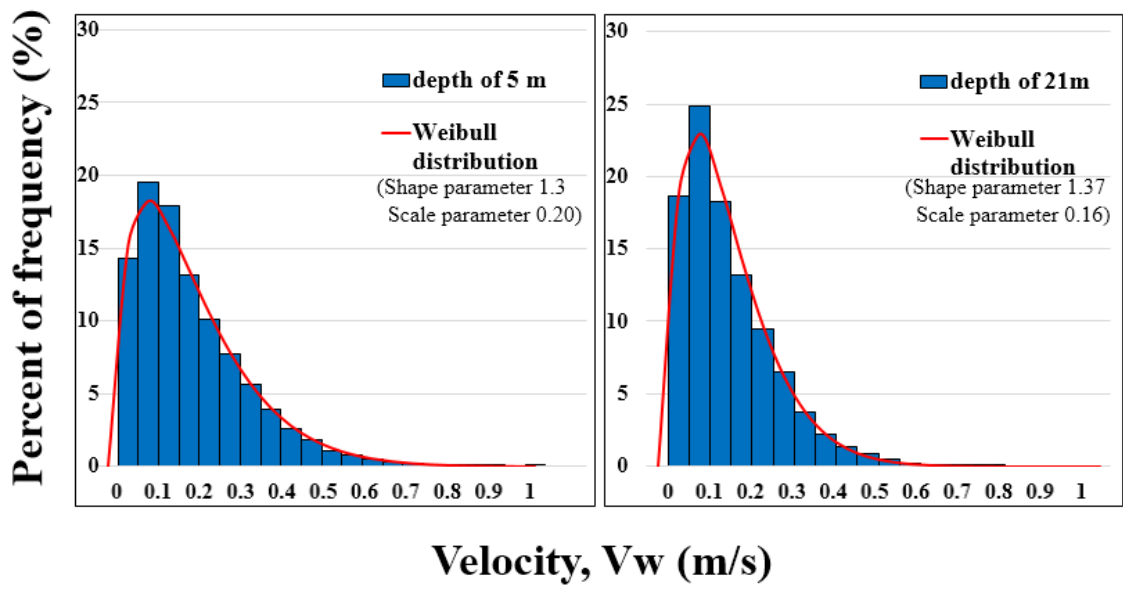 Percent of frequency (%)
30
25
20
15
10
5
0
depth of 5 m
Weibull
distribution
(Shape parameter 1.3
Scale parameter 0.20)
0 0.1 0.2 0.3 0.4 0.5 0.6 0.7 0.8 0.9 1
30
25
20
15
10
5
0
depth of 21m
Weibull
distribution
(Shape parameter 1.37
Scale parameter 0.16)
0 0.1 0.2 0.3 0.4 0.5 0.6 0.7 0.8 0.9 1
Velocity, Vw (m/s)